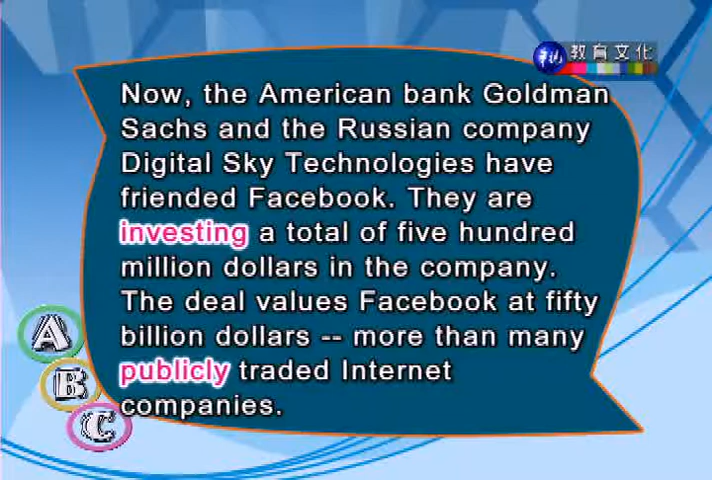 教育文化
Now, the American bank Goldman
Sachs and the Russian company
Digital Sky Technologies have
friended Facebook. They are
investing a total of five hundred
million dollars in the company.
The deal values Facebook at fifty
billion dollars -- more than many
publicly traded Internet
companies.
A
B
C